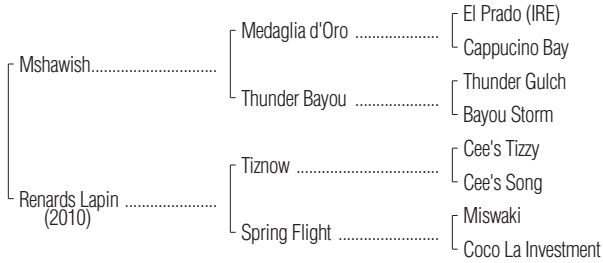 El Prado (IRE)
Medaglia d'Oro ..................
Cappucino Bay
Mshawish...........................
Thunder Gulch
Thunder Bayou ..................
Bayou Storm
Cee's Tizzy
Tiznow ..............................
Cee's Song
Renards Lapin ...................
(2010)
Miswaki
Spring Flight .....................
Coco La Investment